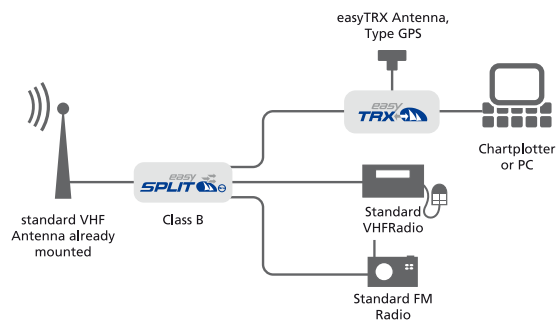 easyTRX Antenna,
Type GPS
easy
TRX
Chartplotter
or PC
easy
SPLIT
Class B
standard VHF
Antenna already
mounted
Standard
VHFRadio
Standard FM
Radio